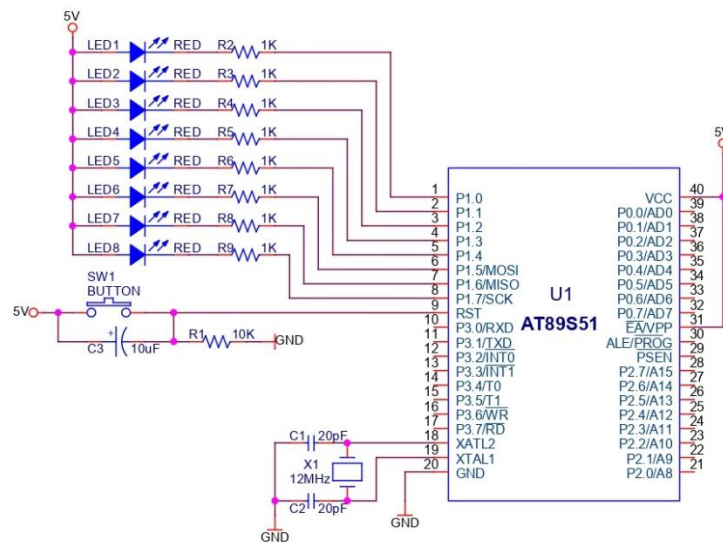 5V
LED1 RED R2 1K
LED2 RED R3 1K
LED3 RED R4 1K
LED4 RED R5 1K
LED5 RED R6 1K
LED6 RED R7 1K
LED7 RED R8 1K
LED8 RED R9 1K
SW1
BUTTON
5V
C3 + 10uF
R1 10K
GND
C1 20pF
X1
12MHz
C2 20pF
GND
GND
5V
U1
AT89S51
1 P1.0
2 P1.1
3 P1.2
4 P1.3
5 P1.4
6 P1.5/MOSI
7 P1.6/MISO
8 P1.7/SCK
9 RST
10 P3.0/RXD
11 P3.1/TXD
12 P3.2/INT0
13 P3.3/INT1
14 P3.4/T0
15 P3.5/T1
16 P3.6/WR
17 P3.7/RD
18 XATL2
19 XTAL1
20 GND
VCC 40
P0.0/AD0 39
P0.1/AD1 38
P0.2/AD2 37
P0.3/AD3 36
P0.4/AD4 35
P0.5/AD5 34
P0.6/AD6 33
P0.7/AD7 32
EA/VPP 31
ALE/PROG 30
PSEN 29
P2.7/A15 28
P2.6/A14 27
P2.5/A13 26
P2.4/A12 25
P2.3/A11 24
P2.2/A10 23
P2.1/A9 22
P2.0/A8 21